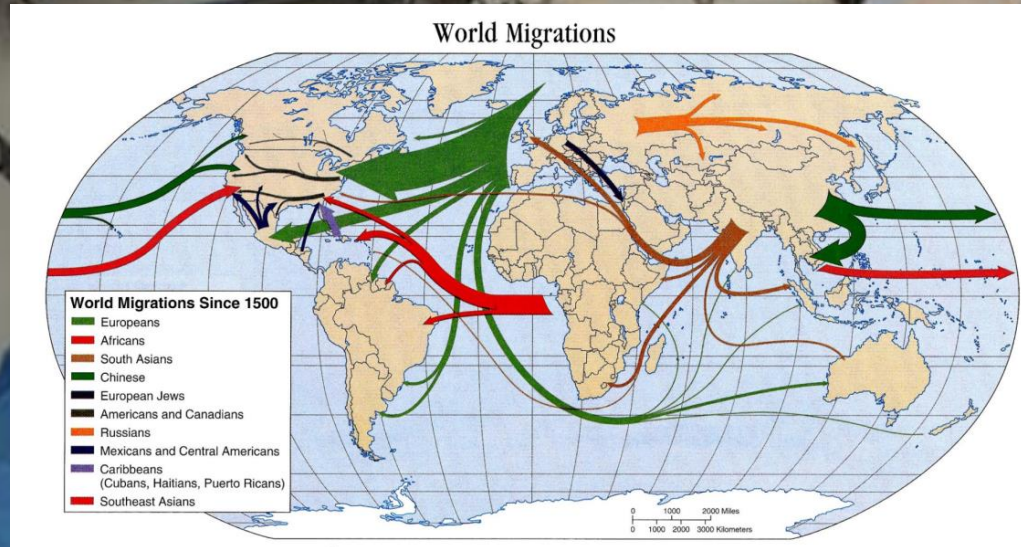 World Migrations
World Migrations Since 1500
Europeans
Africans
South Asians
Chinese
European Jews
Americans and Canadians
Russians
Mexicans and Central Americans
Caribbeans
(Cubans, Haitians, Puerto Ricans)
Southeast Asians
0 1000 2000 Miles
0 1000 2000 3000 Kilometers